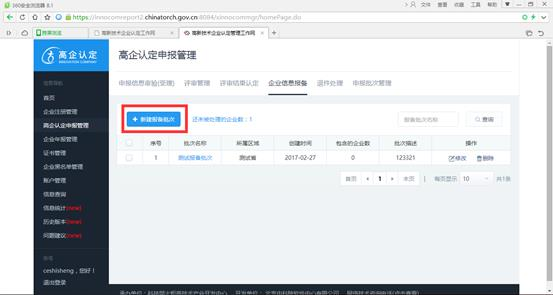 360安全浏览器 8.1
文件 查看 收藏 工具 帮助
https://innocomreport2.chinatorch.gov.cn:8084/xinnocommgr/homePage.do
高新技术企业认定工作网
高新技术企业认定管理工作网
高企认定
INNOVATION COMPANY
高企认定申报管理
信息导航
首页
企业注册管理
高企认定申报管理
企业年报管理
证书管理
企业黑名单管理
账户管理
信息查询
信息统计(new)
历史版本(new)
问题建议(new)
ceshisheng，您好！
退出登录
申报信息审验(受理) 评审管理 评审结果认定 企业信息报备 退件处理 申报批次管理
+ 新建报备批次 还未被处理的企业数：1 报备批次名称 查询
序号 批次名称 所属区域 创建时间 包含的企业数 批次描述 操作
1 测试报备批次 测试省 2017-02-27 0 123321 修改 删除
首页 1 末页 每页显示 10 共1条